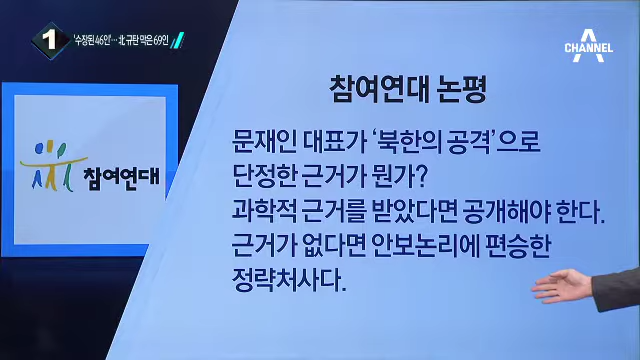 1 '수장된 46인'… 北 규탄 막은 69인
CHANNEL A
참여연대 논평
참여연대
문재인 대표가 '북한의 공격'으로
단정한 근거가 뭔가?
과학적 근거를 받았다면 공개해야 한다.
근거가 없다면 안보논리에 편승한
정략처사다.